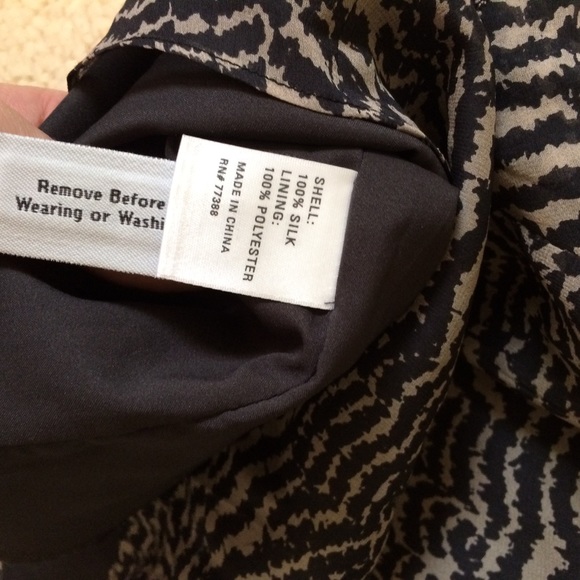 Remove Before
Wearing or Washi
SHELL:
100% SILK
LINING:
100% POLYESTER
MADE IN CHINA
RN# 77388